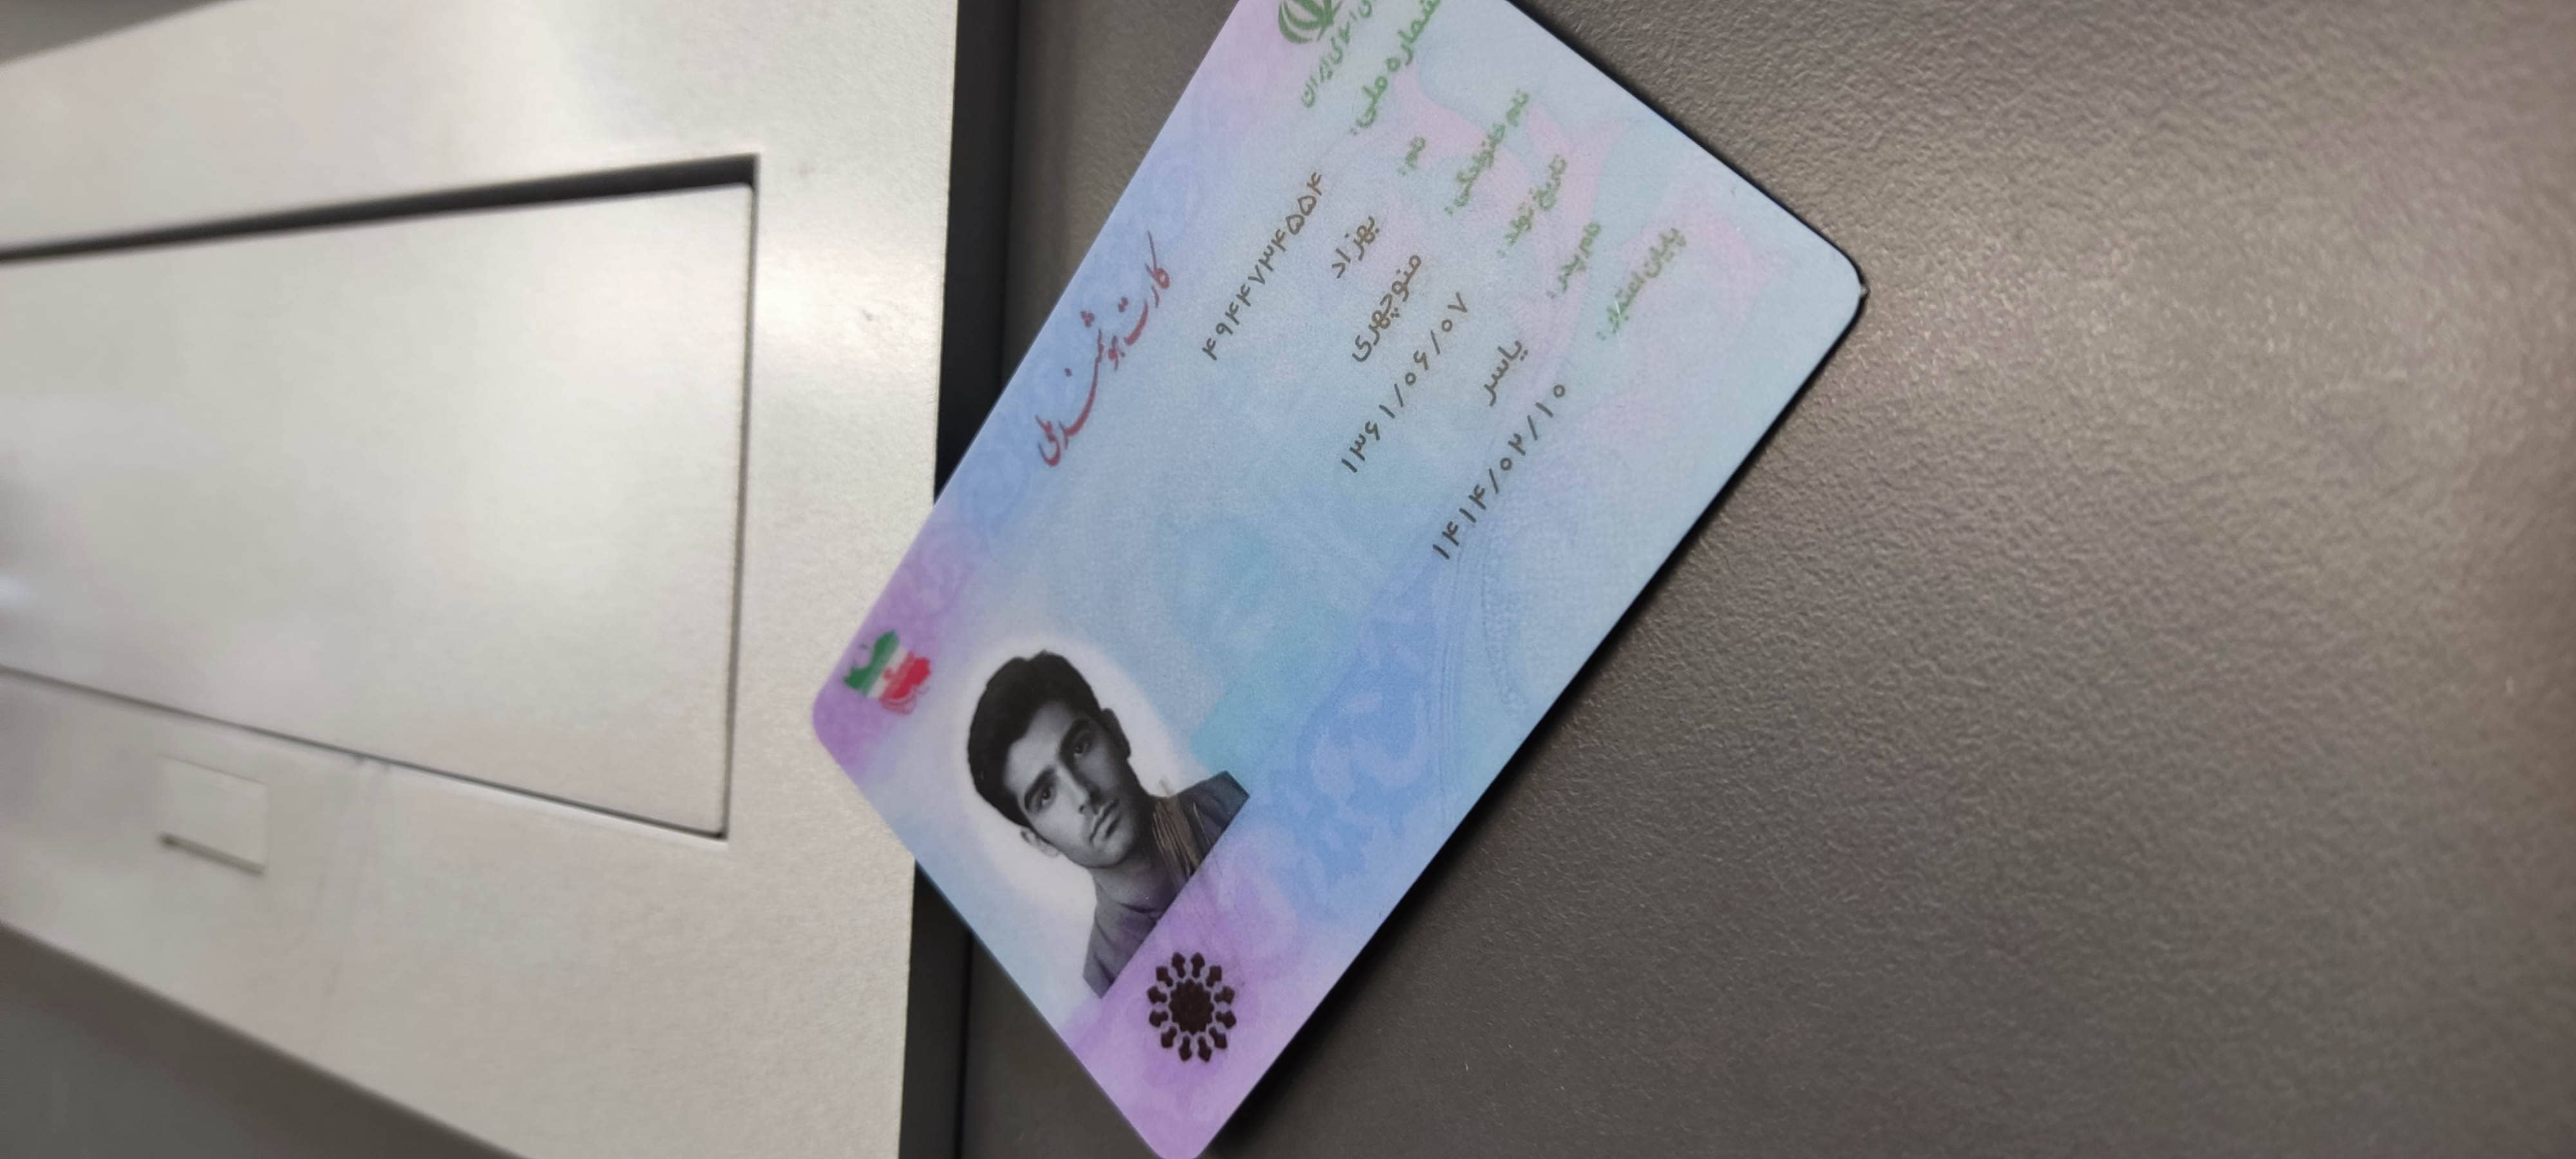 کارت هوشمند ملی
اسلامی ایران
شماره ملی:
۴۹۴۴۷۳۴۵۵۴
نام:
بهزاد
نام خانوادگی:
منوچهری
تاریخ تولد:
۱۳۶۱/۰۶/۰۷
نام پدر:
یاسر
پایان اعتبار:
۱۴۱۴/۰۲/۱۰